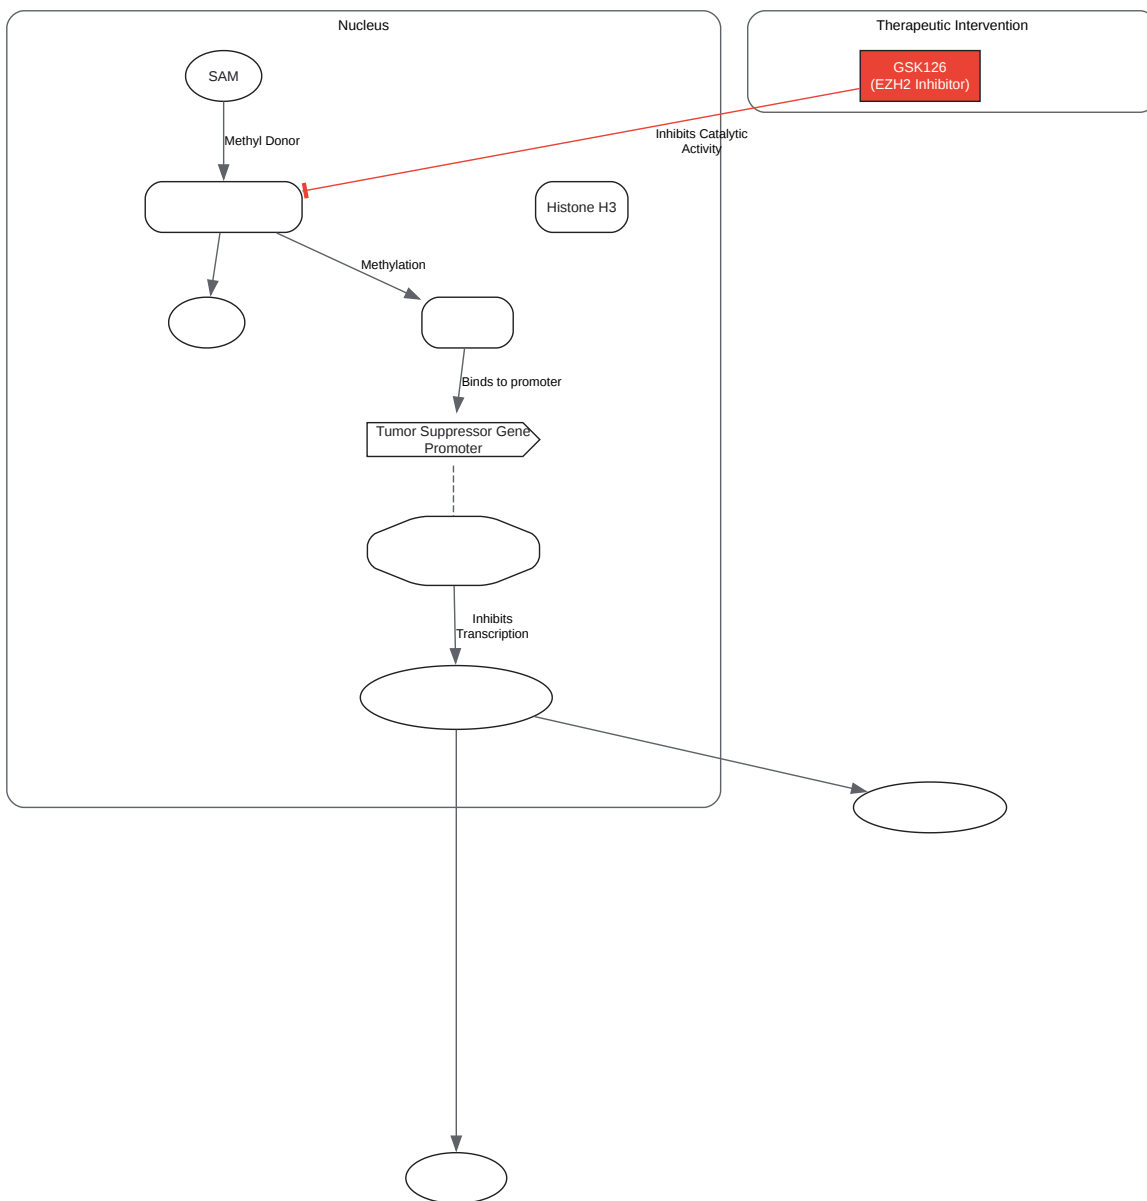 Nucleus
Therapeutic Intervention
SAM
GSK126
(EZH2 Inhibitor)
Methyl Donor
Inhibits Catalytic
Activity
Histone H3
Methylation
Binds to promoter
Tumor Suppressor Gene
Promoter
Inhibits
Transcription